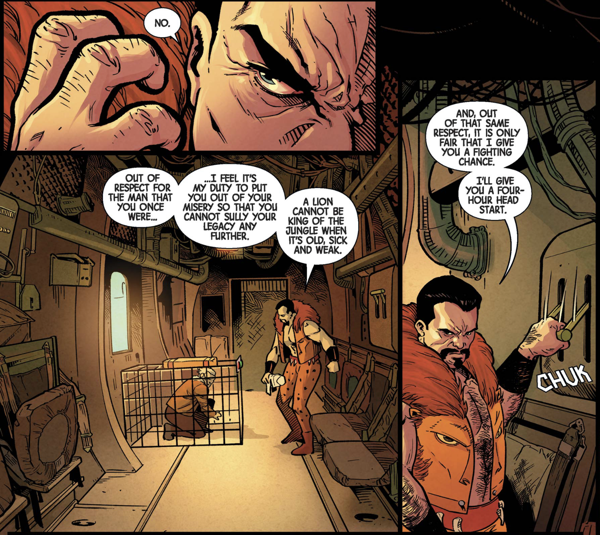 NO.
OUT OF
RESPECT FOR
THE MAN THAT
YOU ONCE
WERE...
...I FEEL IT'S
MY DUTY TO PUT
YOU OUT OF YOUR
MISERY SO THAT YOU
CANNOT SULLY YOUR
LEGACY ANY
FURTHER.
A LION
CANNOT BE
KING OF THE
JUNGLE WHEN
IT'S OLD, SICK
AND WEAK.
AND, OUT
OF THAT SAME
RESPECT, IT IS ONLY
FAIR THAT I GIVE
YOU A FIGHTING
CHANCE.
I'LL GIVE
YOU A FOUR-
HOUR HEAD
START.
CHUK